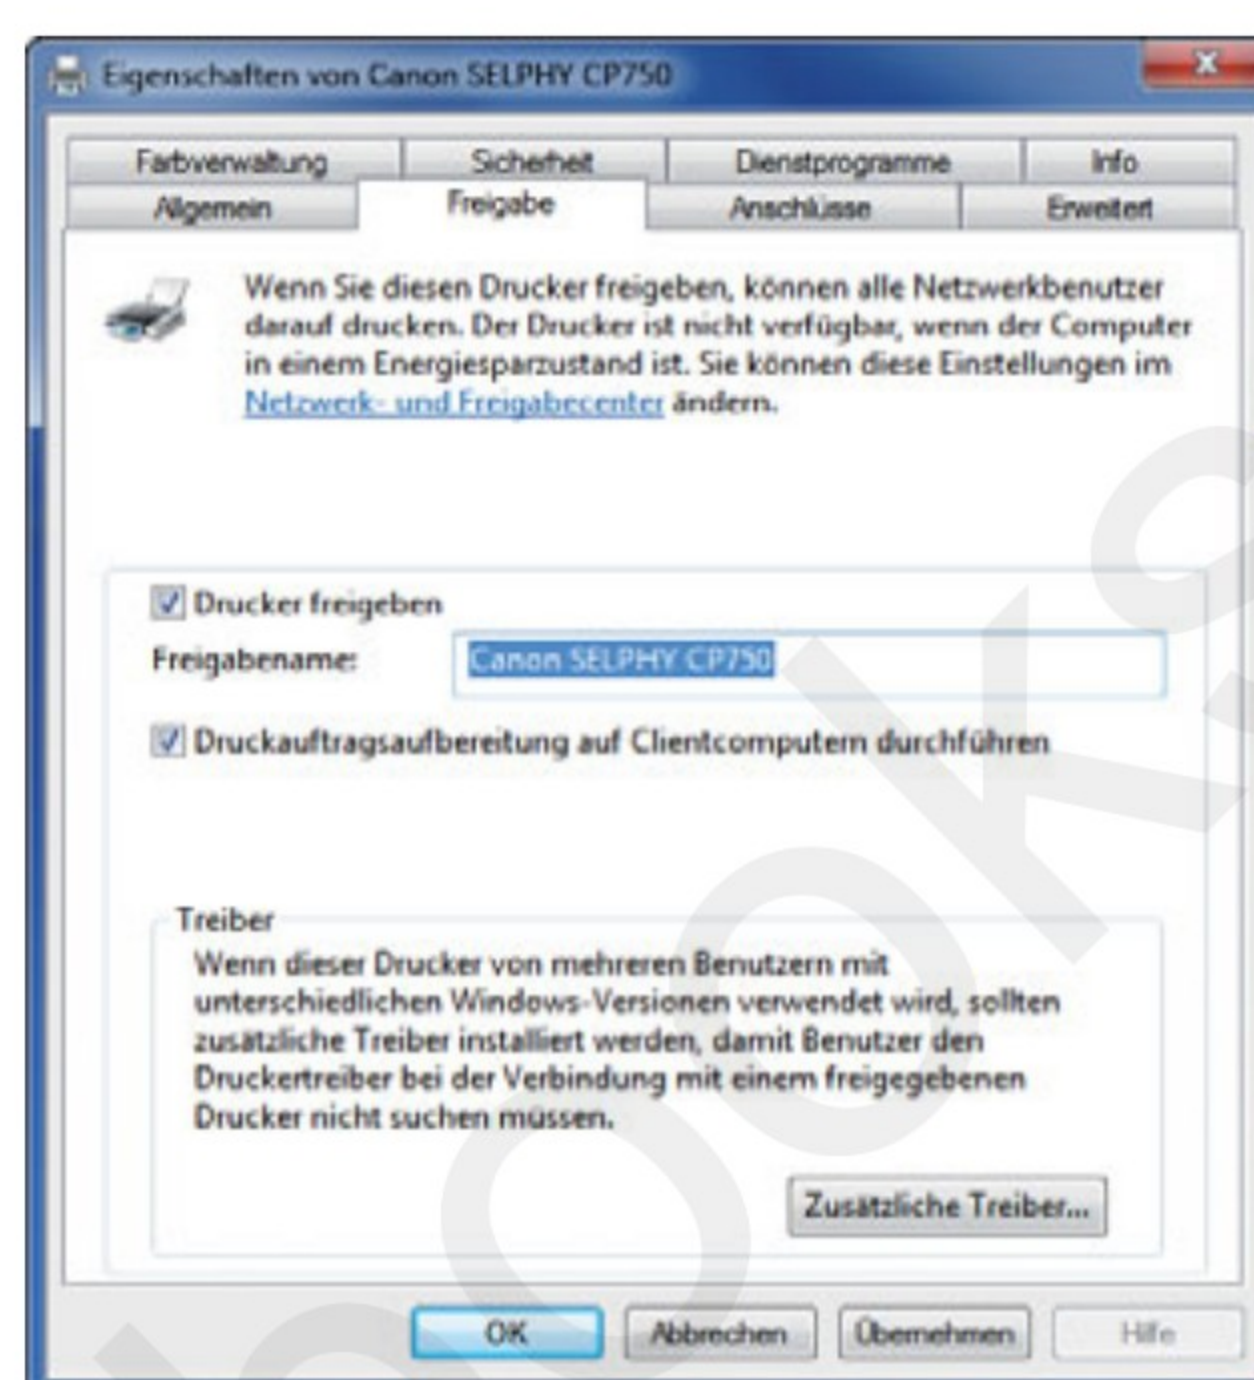 Eigenschaften von Canon SELPHY CP750
Farbverwaltung Sicherheit Dienstprogramme Info
Allgemein Freigabe Anschlüsse Erweitert
Wenn Sie diesen Drucker freigeben, können alle Netzwerkbenutzer
darauf drucken. Der Drucker ist nicht verfügbar, wenn der Computer
in einem Energiesparzustand ist. Sie können diese Einstellungen im
Netzwerk- und Freigabecenter ändern.
Drucker freigeben
Freigabename: Canon SELPHY CP750
Druckauftragsaufbereitung auf Clientcomputern durchführen
Treiber
Wenn dieser Drucker von mehreren Benutzern mit
unterschiedlichen Windows-Versionen verwendet wird, sollten
zusätzliche Treiber installiert werden, damit Benutzer den
Druckertreiber bei der Verbindung mit einem freigegebenen
Drucker nicht suchen müssen.
Zusätzliche Treiber...
OK Abbrechen Übernehmen Hilfe
ooks